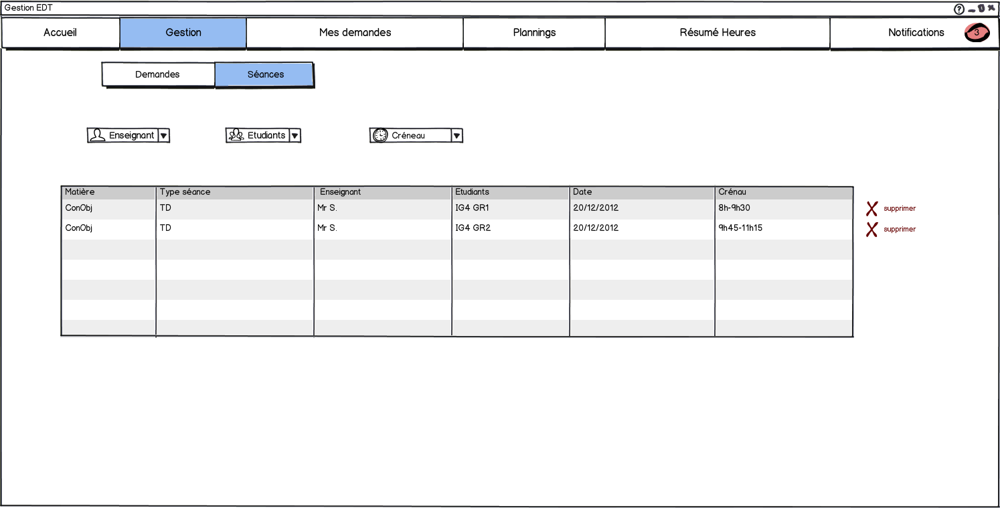 Gestion EDT
Accueil Gestion Mes demandes Plannings Résumé Heures Notifications 3
Demandes Séances
Enseignant Etudiants Créneau
Matière Type séance Enseignant Etudiants Date Crénau
ConObj TD Mr S. IG4 GR1 20/12/2012 8h-9h30 supprimer
ConObj TD Mr S. IG4 GR2 20/12/2012 9h45-11h15 supprimer